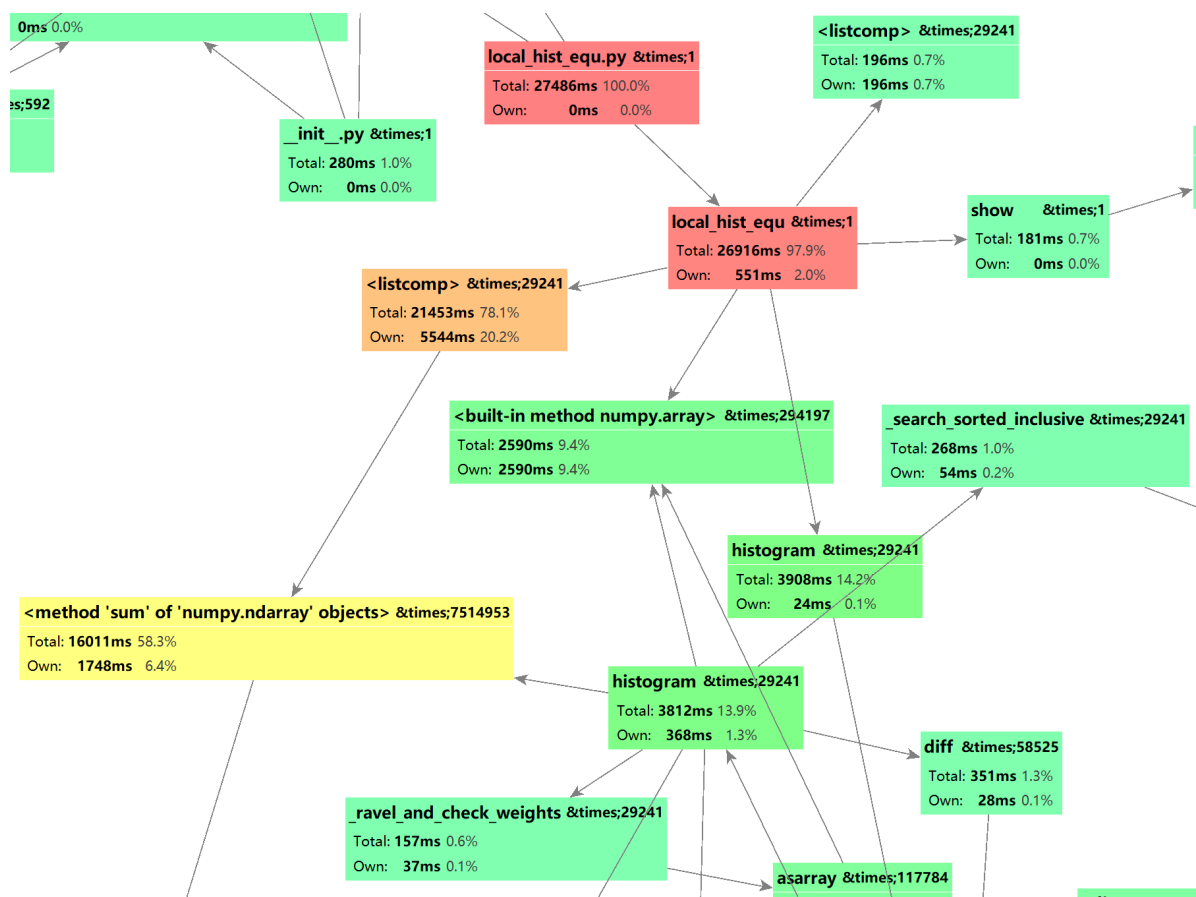 0ms 0.0%
local_hist_equ.py &times;1
Total: 27486ms 100.0%
Own: 0ms 0.0%
<listcomp> &times;29241
Total: 196ms 0.7%
Own: 196ms 0.7%
es;592
__init__.py &times;1
Total: 280ms 1.0%
Own: 0ms 0.0%
local_hist_equ &times;1
Total: 26916ms 97.9%
Own: 551ms 2.0%
show &times;1
Total: 181ms 0.7%
Own: 0ms 0.0%
<listcomp> &times;29241
Total: 21453ms 78.1%
Own: 5544ms 20.2%
<built-in method numpy.array> &times;294197
Total: 2590ms 9.4%
Own: 2590ms 9.4%
_search_sorted_inclusive &times;29241
Total: 268ms 1.0%
Own: 54ms 0.2%
histogram &times;29241
Total: 3908ms 14.2%
Own: 24ms 0.1%
<method 'sum' of 'numpy.ndarray' objects> &times;7514953
Total: 16011ms 58.3%
Own: 1748ms 6.4%
histogram &times;29241
Total: 3812ms 13.9%
Own: 368ms 1.3%
diff &times;58525
Total: 351ms 1.3%
Own: 28ms 0.1%
_ravel_and_check_weights &times;29241
Total: 157ms 0.6%
Own: 37ms 0.1%
asarray &times;117784